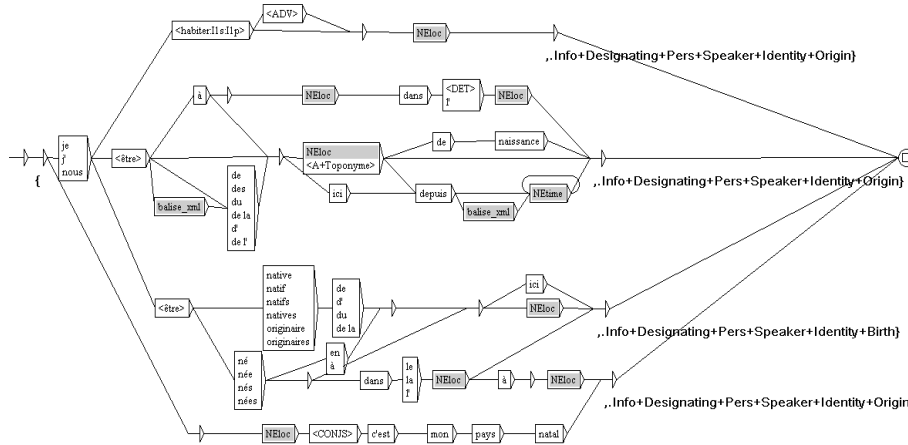 <ADV>
<habiter:I1s:I1p>
NEloc
,.Info+Designating+Pers+Speaker+Identity+Origin}
à
NEloc
dans
<DET>
l'
NEloc
je
j'
nous
{
<être>
NEloc
<A+Toponyme>
de
naissance
,.Info+Designating+Pers+Speaker+Identity+Origin}
ici
depuis
NEtime
balise_xml
balise_xml
de
des
du
de la
d'
de l'
<être>
native
natif
natifs
natives
originaire
originaires
de
d'
du
de la
ici
NEloc
,.Info+Designating+Pers+Speaker+Identity+Birth}
né
née
nés
nées
en
à
dans
le
la
l'
NEloc
à
NEloc
,.Info+Designating+Pers+Speaker+Identity+Origin
NEloc
<CONJS>
c'est
mon
pays
natal